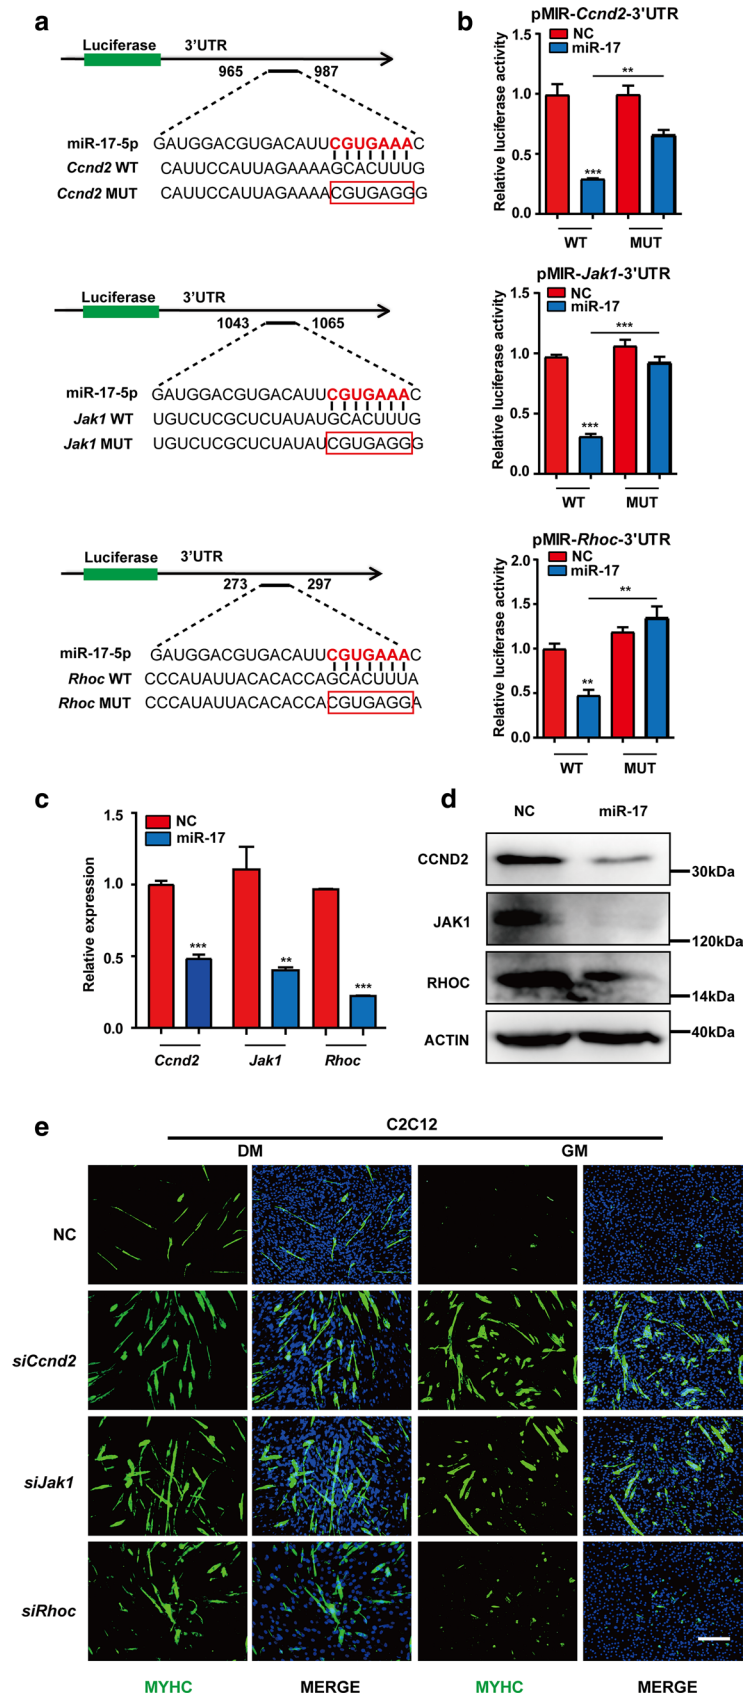 a
Luciferase 3'UTR
965 987
miR-17-5p GAUGGACGUGACAUUCGUGAAAC
Ccnd2 WT CAUUCCAUUAGAAAAGCACUUUG
Ccnd2 MUT CAUUCCAUUAGAAAACGUGAGGG
Luciferase 3'UTR
1043 1065
miR-17-5p GAUGGACGUGACAUUCGUGAAAC
Jak1 WT UGUCUCGCUCUAUAUGCACUUUG
Jak1 MUT UGUCUCGCUCUAUAUCGUGAGGG
Luciferase 3'UTR
273 297
miR-17-5p GAUGGACGUGACAUUCGUGAAAC
Rhoc WT CCCAUAUUACACACCAGCACUUUA
Rhoc MUT CCCAUAUUACACACCACGUGAGGA
b
pMIR-Ccnd2-3'UTR
NC
miR-17
Relative luciferase activity
1.5
1.0
0.5
0.0
**
***
WT MUT
pMIR-Jak1-3'UTR
NC
miR-17
Relative luciferase activity
1.5
1.0
0.5
0.0
***
***
WT MUT
pMIR-Rhoc-3'UTR
NC
miR-17
Relative luciferase activity
2.0
1.5
1.0
0.5
0.0
**
**
WT MUT
c
NC
miR-17
Relative expression
1.5
1.0
0.5
0.0
***
**
***
Ccnd2 Jak1 Rhoc
d
NC miR-17
CCND2 30kDa
JAK1 120kDa
RHOC 14kDa
ACTIN 40kDa
e
C2C12
DM GM
NC
siCcnd2
siJak1
siRhoc
MYHC MERGE MYHC MERGE